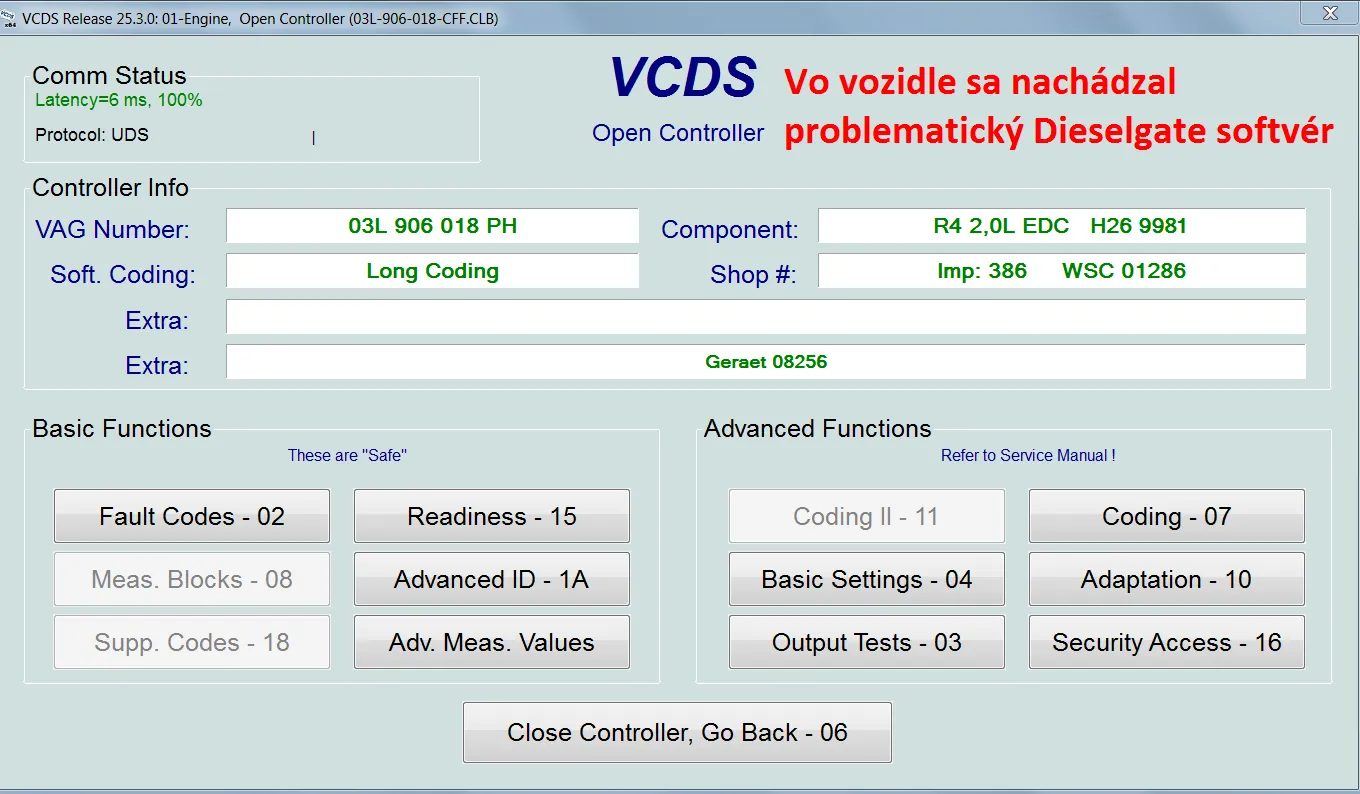 VCDS Release 25.3.0: 01-Engine, Open Controller (03L-906-018-CFF.CLB)
Comm Status
Latency=6 ms, 100%
Protocol: UDS |
VCDS
Open Controller
Vo vozidle sa nachádzal
problematický Dieselgate softvér
Controller Info
VAG Number: 03L 906 018 PH Component: R4 2,0L EDC H26 9981
Soft. Coding: Long Coding Shop #: Imp: 386 WSC 01286
Extra:
Extra: Geraet 08256
Basic Functions
These are "Safe"
Fault Codes - 02 Readiness - 15
Meas. Blocks - 08 Advanced ID - 1A
Supp. Codes - 18 Adv. Meas. Values
Advanced Functions
Refer to Service Manual !
Coding II - 11 Coding - 07
Basic Settings - 04 Adaptation - 10
Output Tests - 03 Security Access - 16
Close Controller, Go Back - 06